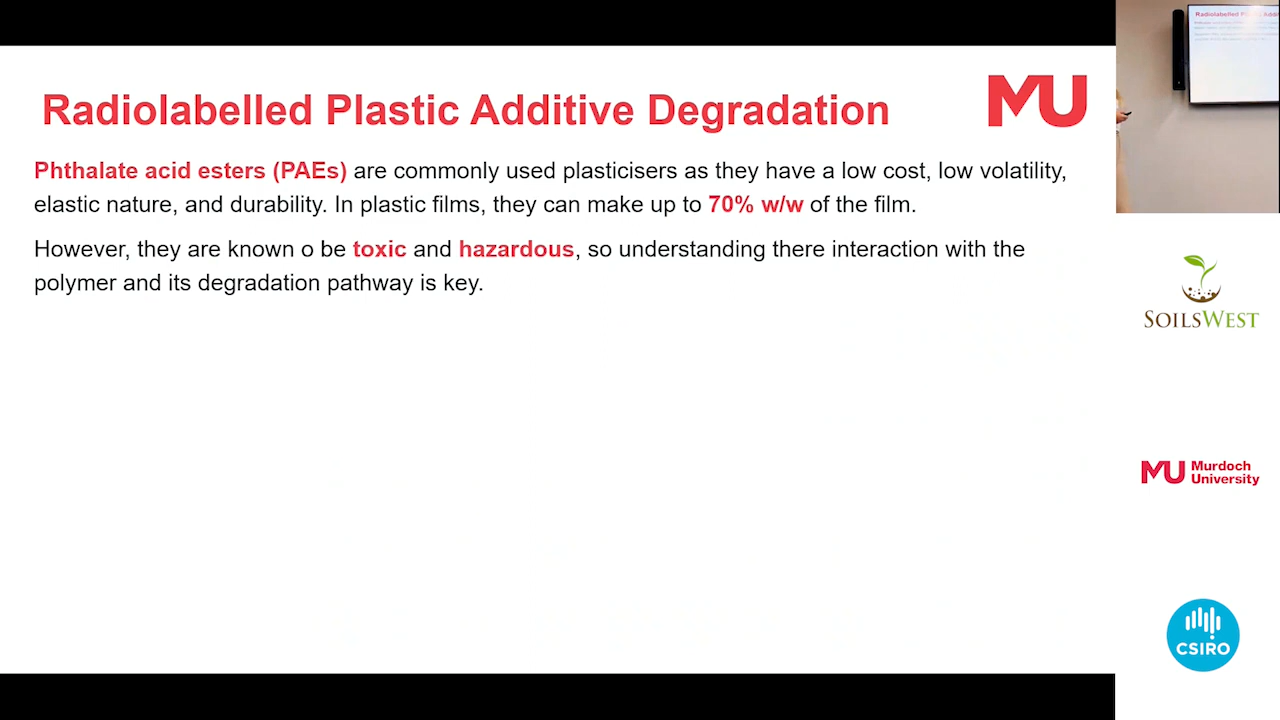 Radiolabelled Plastic Additive Degradation
MU
Phthalate acid esters (PAEs) are commonly used plasticisers as they have a low cost, low volatility,
elastic nature, and durability. In plastic films, they can make up to 70% w/w of the film.
However, they are known o be toxic and hazardous, so understanding there interaction with the
polymer and its degradation pathway is key.
Radiolabelled Plastic Addit
SOILSWEST
MU Murdoch
University
CSIRO